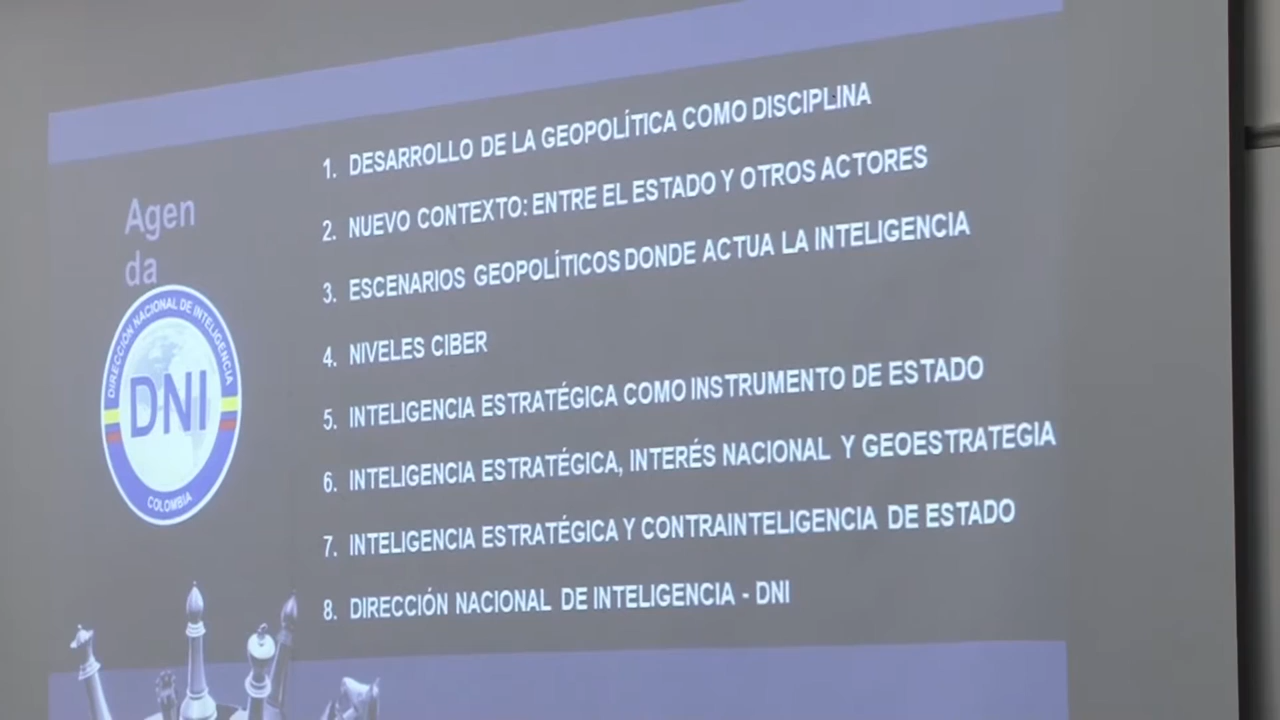 Agen
da
1. DESARROLLO DE LA GEOPOLÍTICA COMO DISCIPLINA
2. NUEVO CONTEXTO: ENTRE EL ESTADO Y OTROS ACTORES
3. ESCENARIOS GEOPOLÍTICOS DONDE ACTUA LA INTELIGENCIA
4. NIVELES CIBER
5. INTELIGENCIA ESTRATÉGICA COMO INSTRUMENTO DE ESTADO
6. INTELIGENCIA ESTRATÉGICA, INTERÉS NACIONAL Y GEOESTRATEGIA
7. INTELIGENCIA ESTRATÉGICA Y CONTRAINTELIGENCIA DE ESTADO
8. DIRECCIÓN NACIONAL DE INTELIGENCIA - DNI
DIRECCIÓN NACIONAL DE INTELIGENCIA
DNI
COLOMBIA